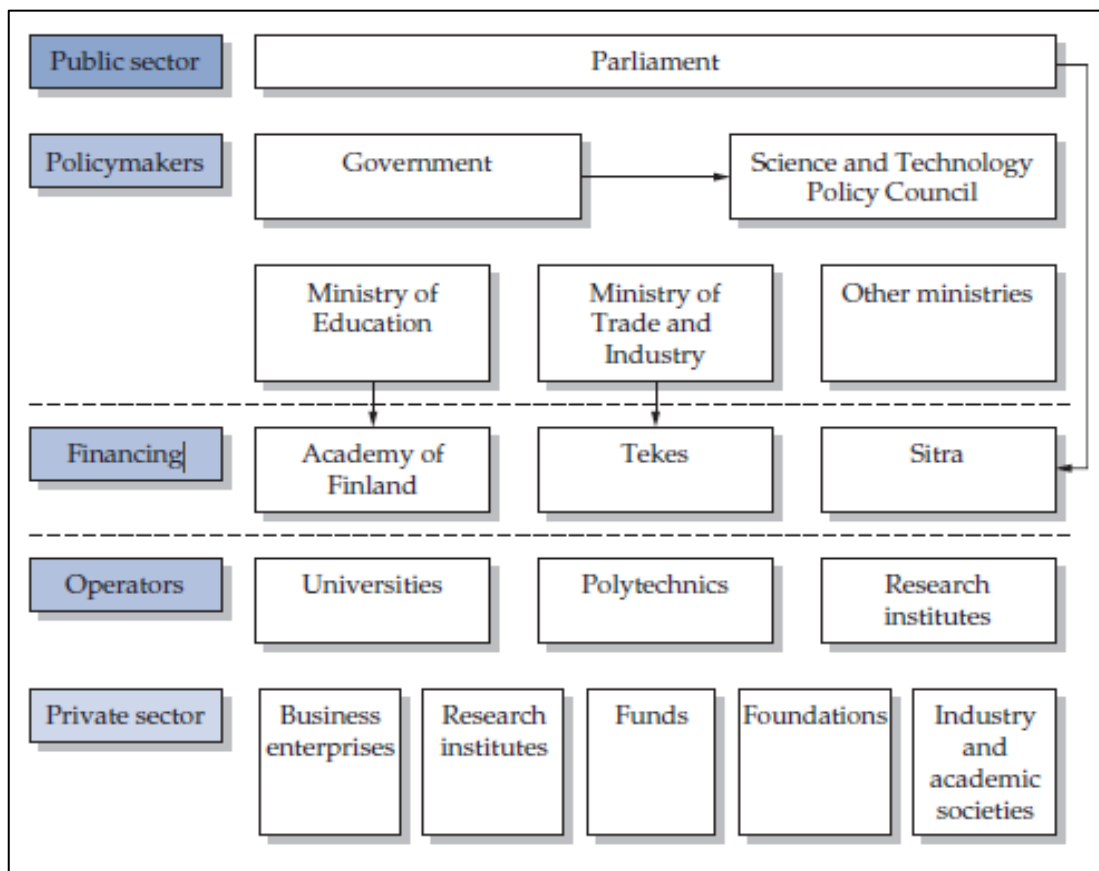 Public sector
Parliament
Policymakers
Government
Science and Technology
Policy Council
Ministry of
Education
Ministry of
Trade and
Industry
Other ministries
Financing
Academy of
Finland
Tekes
Sitra
Operators
Universities
Polytechnics
Research
institutes
Private sector
Business
enterprises
Research
institutes
Funds
Foundations
Industry
and
academic
societies